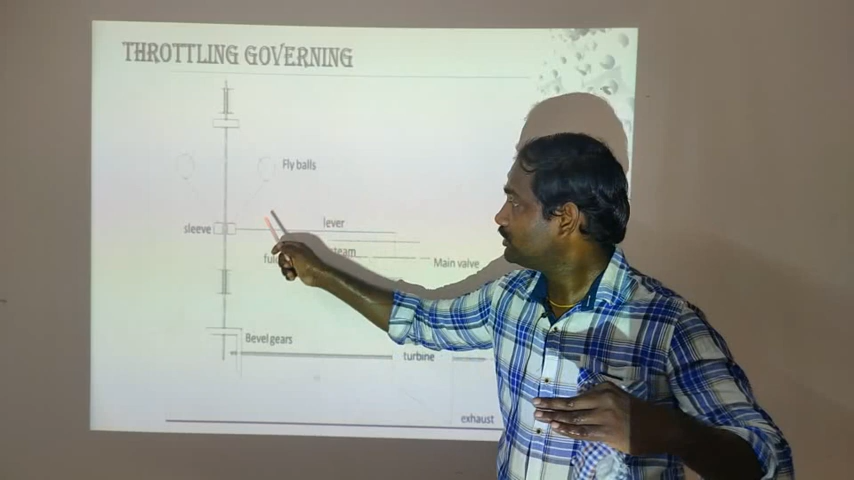 THROTTLING GOVERNING
Fly balls
sleeve
lever
Main valve
Bevel gears
turbine
exhaust